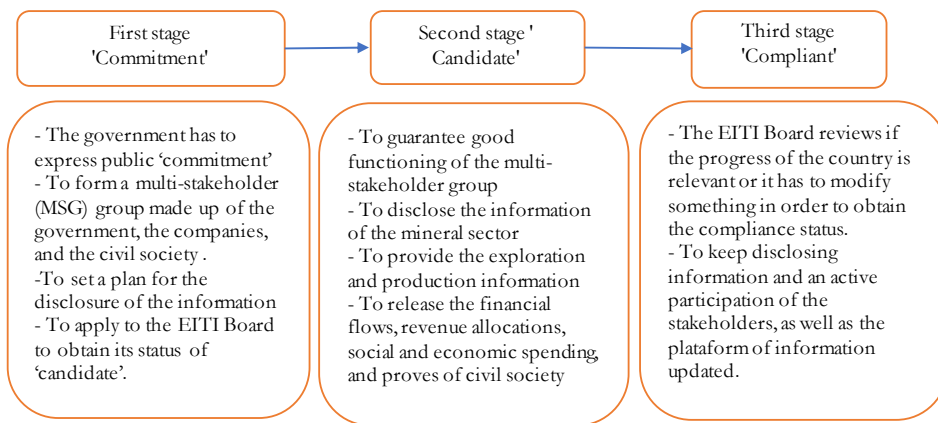 First stage
'Commitment'
Second stage '
Candidate'
Third stage
'Compliant'
- The government has to
express public ‘commitment’
- To form a multi-stakeholder
(MSG) group made up of the
government, the companies,
and the civil society .
-To set a plan for the
disclosure of the information
- To apply to the EITI Board
to obtain its status of
‘candidate’.
- To guarantee good
functioning of the multi-
stakeholder group
- To disclose the information
of the mineral sector
- To provide the exploration
and production information
- To release the financial
flows, revenue allocations,
social and economic spending,
and proves of civil society
- The EITI Board reviews if
the progress of the country is
relevant or it has to modify
something in order to obtain
the compliance status.
- To keep disclosing
information and an active
participation of the
stakeholders, as well as the
plataform of information
updated.